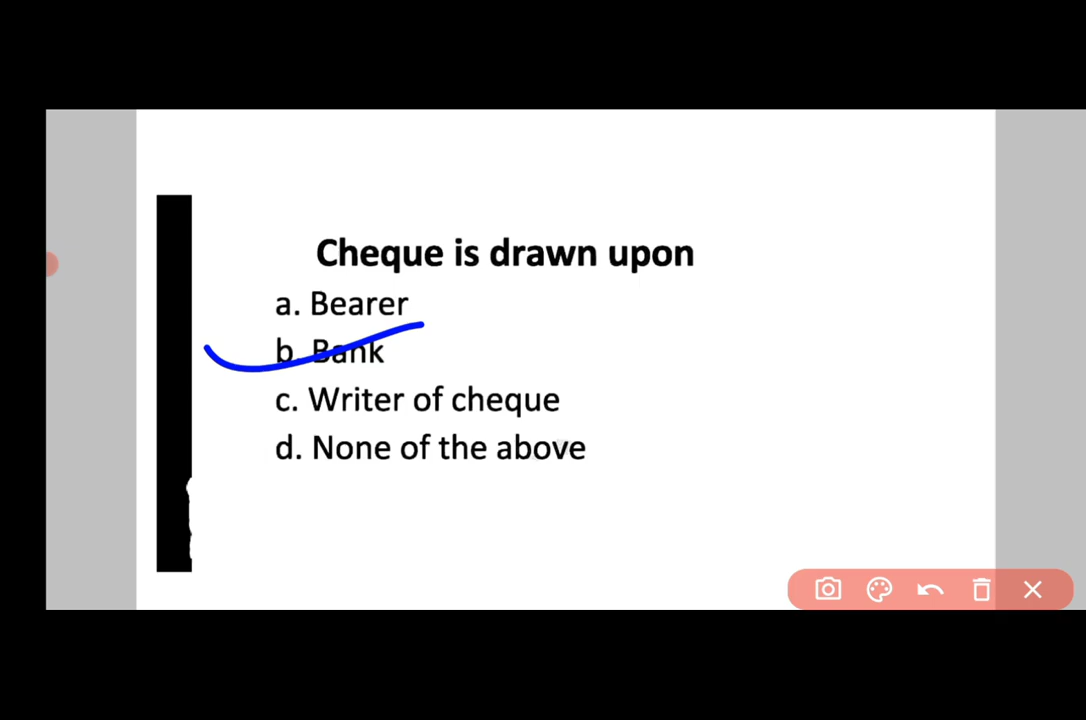 Cheque is drawn upon
a. Bearer
b. Bank
c. Writer of cheque
d. None of the above